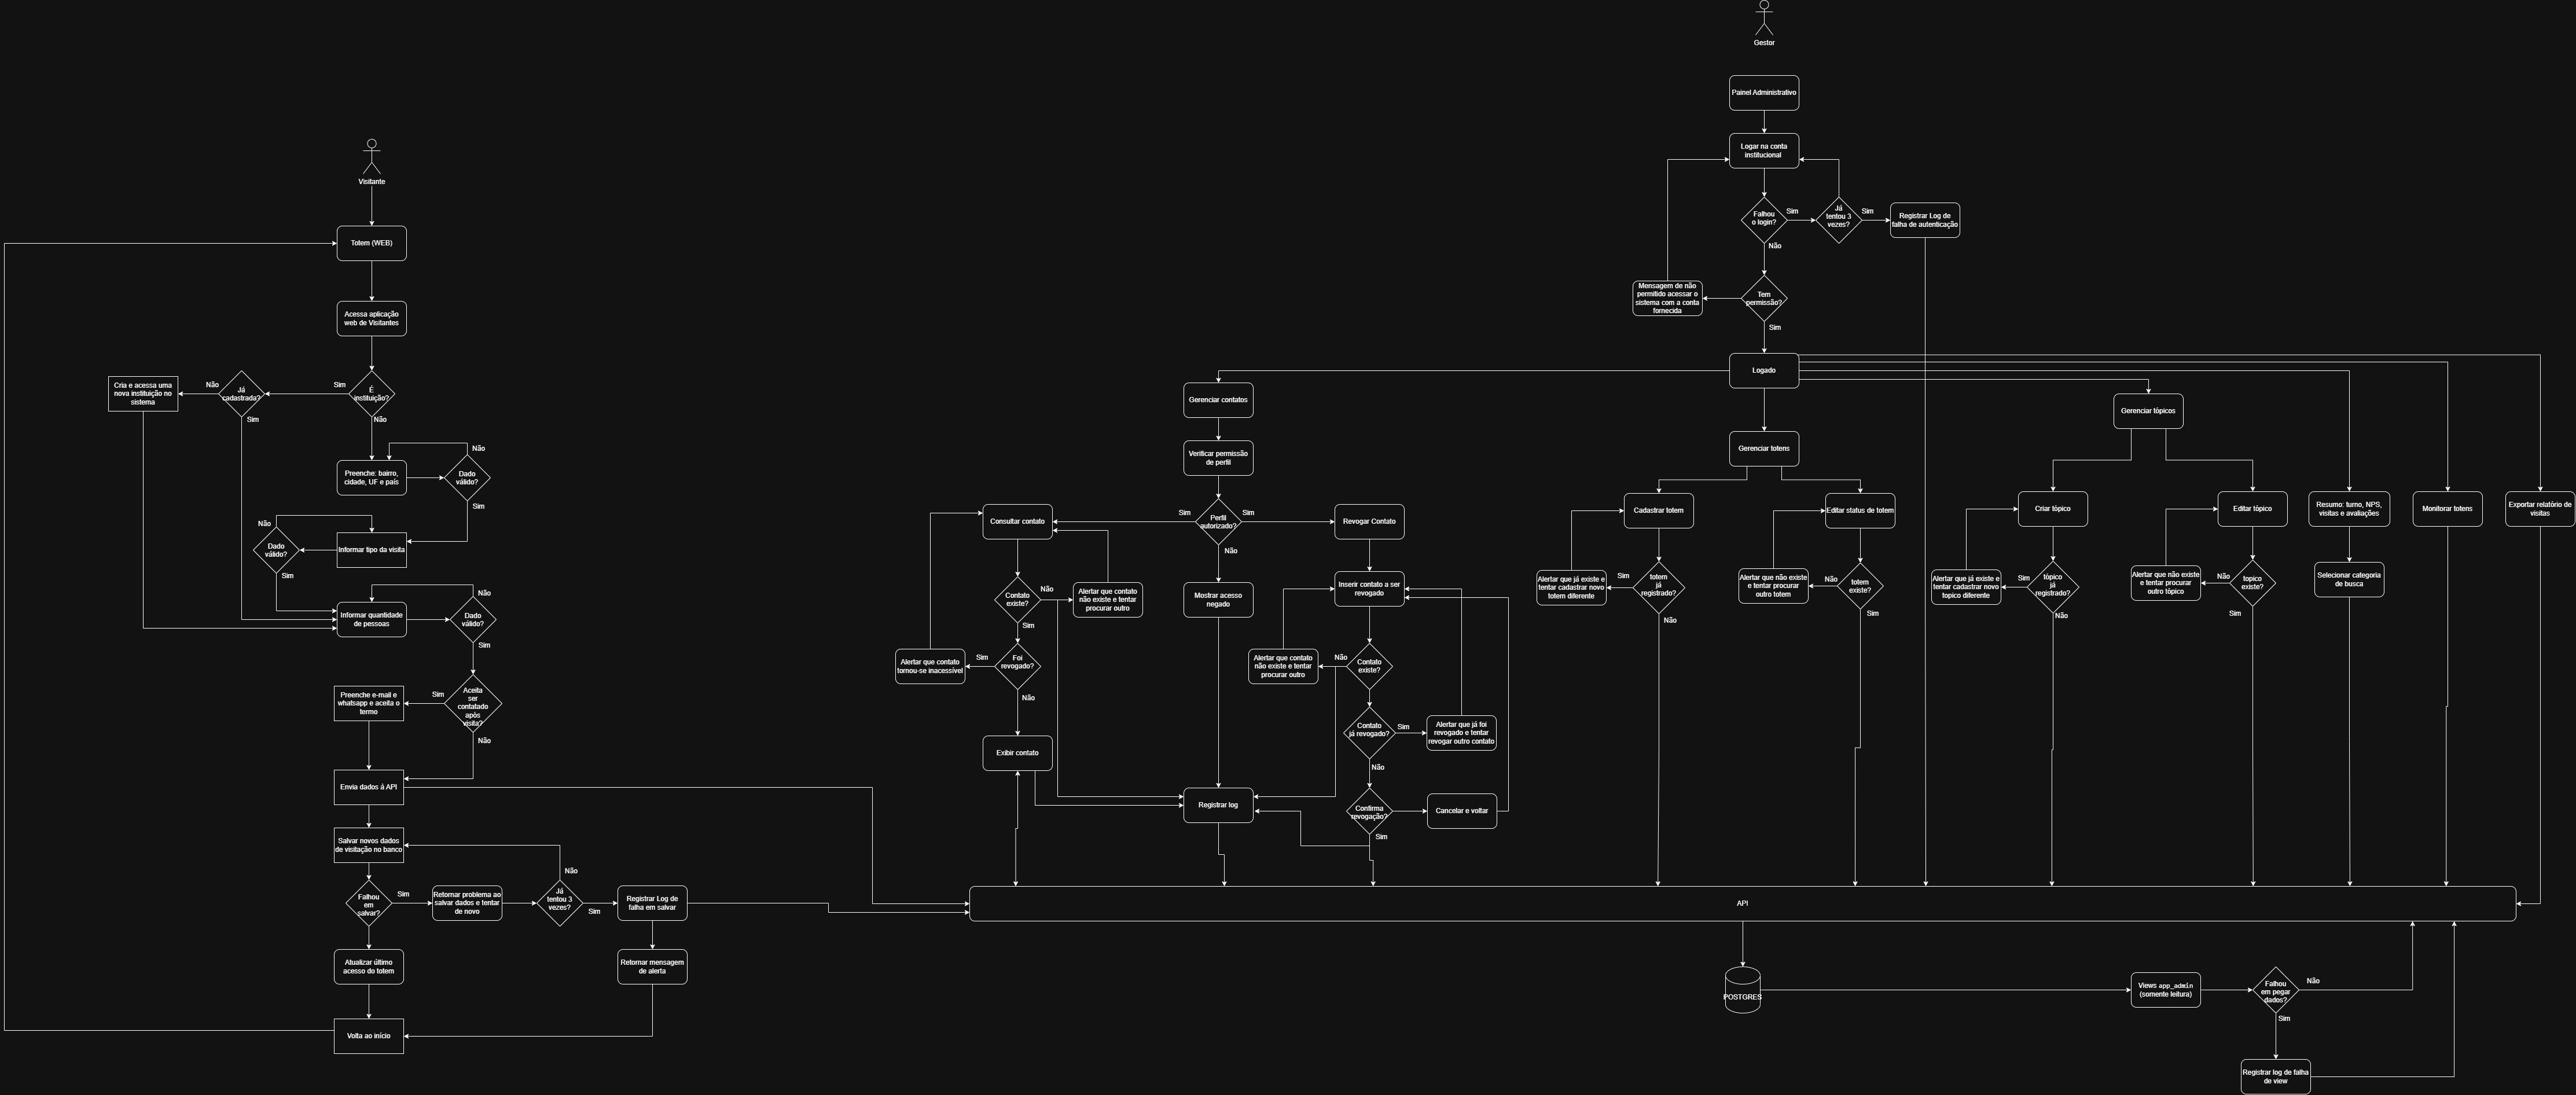 Gestor
Painel Administrativo
Logar na conta
institucional
Falhou
o login?
Sim
Já
tentou 3
vezes?
Sim
Registrar Log de
falha de autenticação
Não
Mensagem de não
permitido acessar o
sistema com a conta
fornecida
Tem
permissão?
Sim
Logado
Visitante
Totem (WEB)
Acessa aplicação
web de Visitantes
É
instituição?
Sim
Não
Já
cadastrada?
Não
Sim
Cria e acessa uma
nova instituição no
sistema
Preenche: bairro,
cidade, UF e país
Dado
válido?
Não
Sim
Informar tipo da visita
Dado
válido?
Não
Sim
Informar quantidade
de pessoas
Dado
válido?
Não
Sim
Aceita
ser
contatado
após
visita?
Sim
Não
Preenche e-mail e
whatsapp e aceita o
termo
Envia dados à API
Salvar novos dados
de visitação no banco
Falhou
em
salvar?
Sim
Retornar problema ao
salvar dados e tentar
de novo
Já
tentou 3
vezes?
Não
Sim
Registrar Log de
falha em salvar
Retornar mensagem
de alerta
Atualizar último
acesso do totem
Volta ao início
Gerenciar contatos
Verificar permissão
de perfil
Perfil
autorizado?
Sim
Sim
Não
Consultar contato
Contato
existe?
Não
Sim
Alertar que contato
não existe e tentar
procurar outro
Foi
revogado?
Sim
Não
Alertar que contato
tornou-se inacessível
Exibir contato
Mostrar acesso
negado
Registrar log
Revogar Contato
Inserir contato a ser
revogado
Contato
existe?
Não
Alertar que contato
não existe e tentar
procurar outro
Contato
já revogado?
Sim
Não
Alertar que já foi
revogado e tentar
revogar outro contato
Confirma
revogação?
Sim
Cancelar e voltar
Gerenciar totens
Cadastrar totem
totem
já
registrado?
Sim
Não
Alertar que já existe e
tentar cadastrar novo
totem diferente
Editar status de totem
totem
existe?
Não
Sim
Alertar que não existe
e tentar procurar
outro totem
Gerenciar tópicos
Criar tópico
tópico
já
registrado?
Sim
Não
Alertar que já existe e
tentar cadastrar novo
topico diferente
Editar tópico
topico
existe?
Não
Sim
Alertar que não existe
e tentar procurar
outro tópico
Resumo: turno, NPS,
visitas e avaliações
Selecionar categoria
de busca
Monitorar totens
Exportar relatório de
visitas
API
POSTGRES
Views app_admin
(somente leitura)
Falhou
em pegar
dados?
Não
Sim
Registrar log de falha
de view